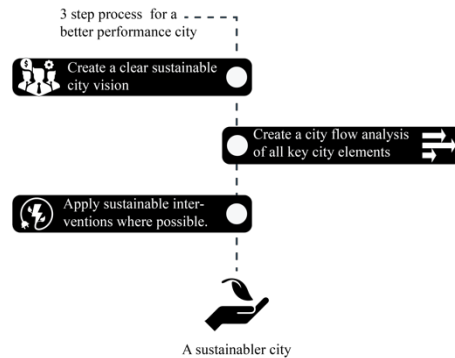 3 step process for a
better performance city
Create a clear sustainable
city vision
Create a city flow analysis
of all key city elements
Apply sustainable inter-
ventions where possible.
A sustainabler city